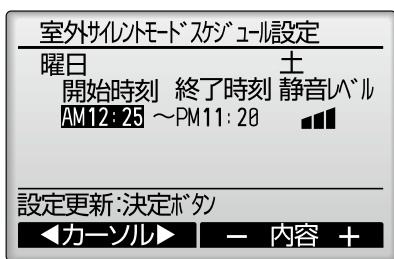 室外サイレントモードスケジュール設定
曜日 土
開始時刻 終了時刻 静音レベル
AM12:25 ～PM11:20
設定更新:決定ボタン
◀カーソル▶ － 内容 ＋